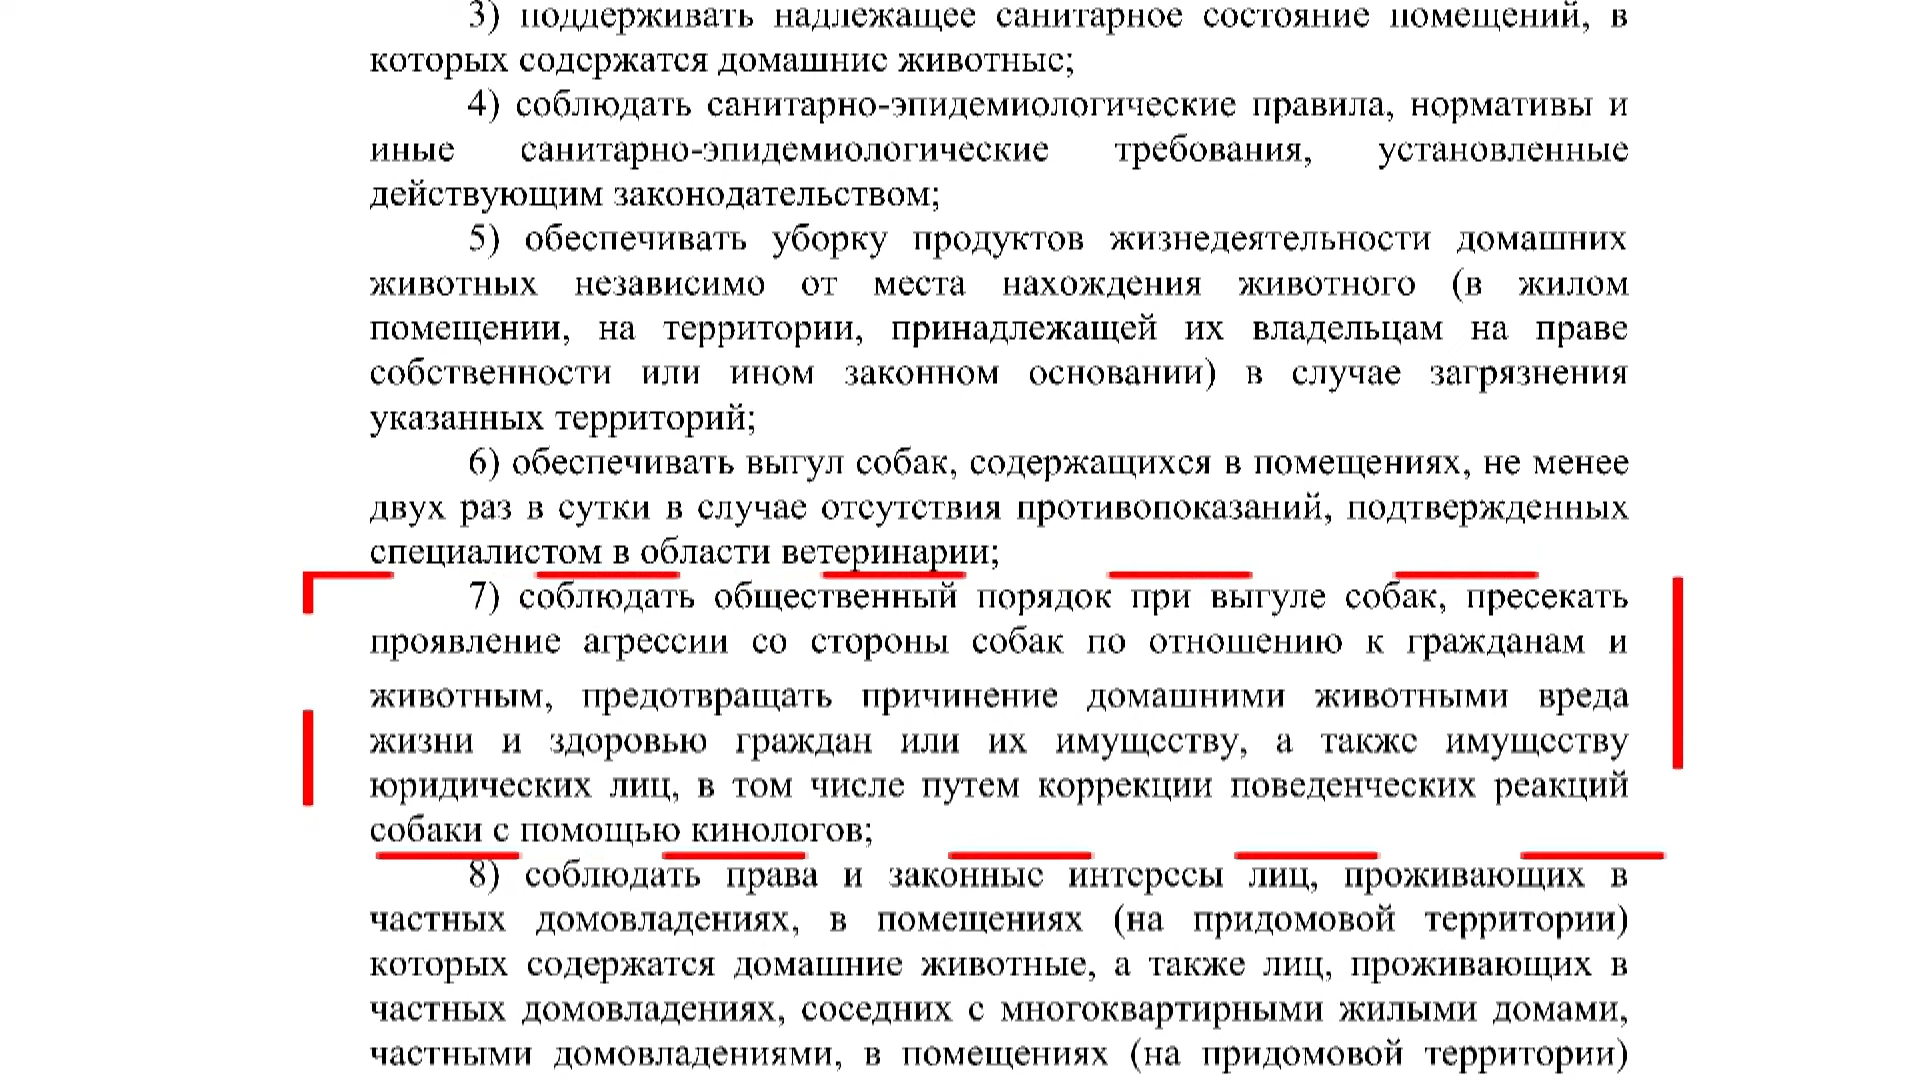 3) поддерживать надлежащее санитарное состояние помещений, в
которых содержатся домашние животные;
4) соблюдать санитарно-эпидемиологические правила, нормативы и
иные санитарно-эпидемиологические требования, установленные
действующим законодательством;
5) обеспечивать уборку продуктов жизнедеятельности домашних
животных независимо от места нахождения животного (в жилом
помещении, на территории, принадлежащей их владельцам на праве
собственности или ином законном основании) в случае загрязнения
указанных территорий;
6) обеспечивать выгул собак, содержащихся в помещениях, не менее
двух раз в сутки в случае отсутствия противопоказаний, подтвержденных
специалистом в области ветеринарии;
7) соблюдать общественный порядок при выгуле собак, пресекать
проявление агрессии со стороны собак по отношению к гражданам и
животным, предотвращать причинение домашними животными вреда
жизни и здоровью граждан или их имуществу, а также имуществу
юридических лиц, в том числе путем коррекции поведенческих реакций
собаки с помощью кинологов;
8) соблюдать права и законные интересы лиц, проживающих в
частных домовладениях, в помещениях (на придомовой территории)
которых содержатся домашние животные, а также лиц, проживающих в
частных домовладениях, соседних с многоквартирными жилыми домами,
частными домовладениями, в помещениях (на придомовой территории)